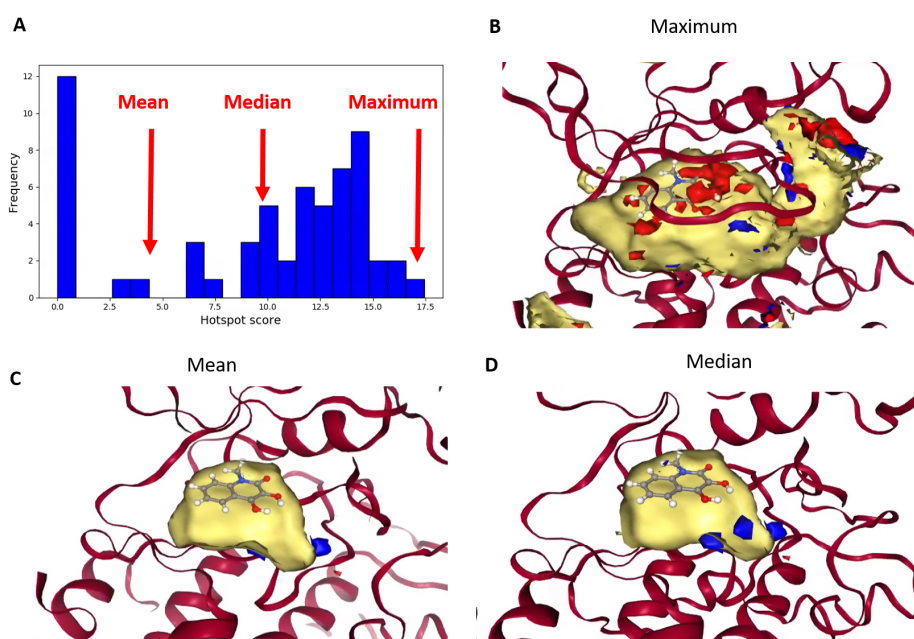 A
Mean
Median
Maximum
12
10
8
6
4
2
0
Frequency
0.0
2.5
5.0
7.5
10.0
12.5
15.0
17.5
Hotspot score
B
Maximum
C
Mean
D
Median